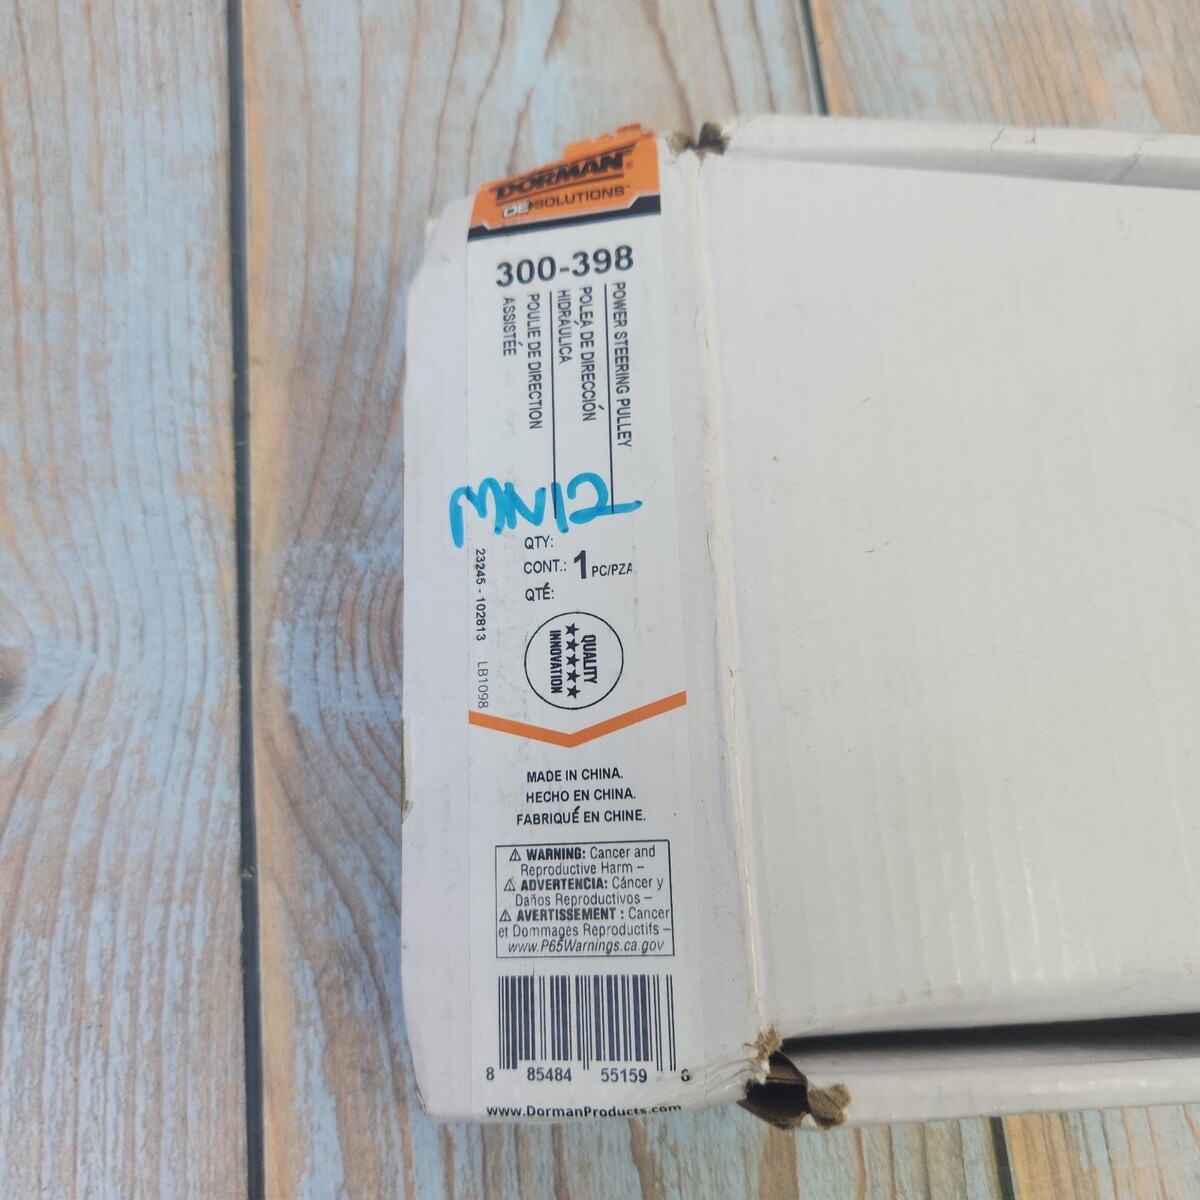 DORMAN®
OE SOLUTIONS™
300-398
POWER STEERING PULLEY
POLEA DE DIRECCIÓN
HIDRÁULICA
POULIE DE DIRECTION
ASSISTÉE
MN12
QTY:
CONT.: 1 PC/PZA
QTÉ:
23245 - 102813 LB1098
QUALITY
★★★★★
INNOVATION
MADE IN CHINA.
HECHO EN CHINA.
FABRIQUÉ EN CHINE.
⚠ WARNING: Cancer and
Reproductive Harm –
⚠ ADVERTENCIA: Cáncer y
Daños Reproductivos –
⚠ AVERTISSEMENT : Cancer
et Dommages Reproductifs –
www.P65Warnings.ca.gov
8 85484 55159 6
www.DormanProducts.com